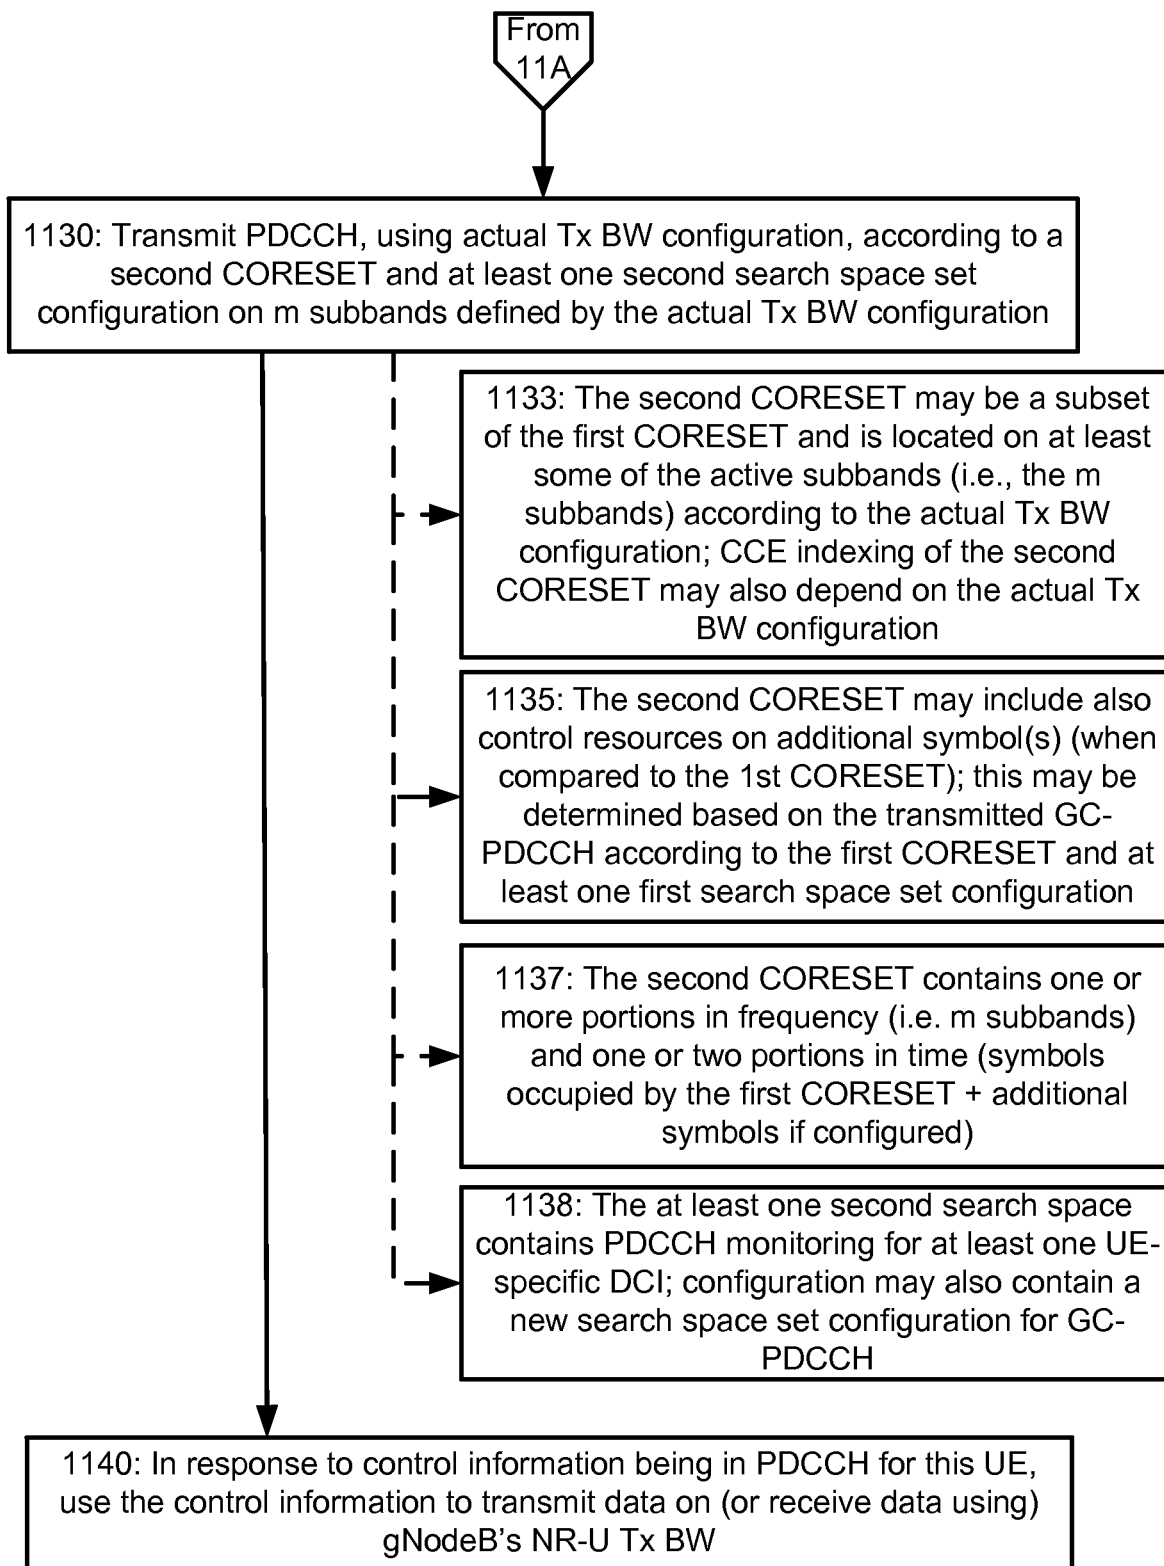 From
11A
1130: Transmit PDCCH, using actual Tx BW configuration, according to a
second CORESET and at least one second search space set
configuration on m subbands defined by the actual Tx BW configuration
1133: The second CORESET may be a subset
of the first CORESET and is located on at least
some of the active subbands (i.e., the m
subbands) according to the actual Tx BW
configuration; CCE indexing of the second
CORESET may also depend on the actual Tx
BW configuration
1135: The second CORESET may include also
control resources on additional symbol(s) (when
compared to the 1st CORESET); this may be
determined based on the transmitted GC-
PDCCH according to the first CORESET and at
least one first search space set configuration
1137: The second CORESET contains one or
more portions in frequency (i.e. m subbands)
and one or two portions in time (symbols
occupied by the first CORESET + additional
symbols if configured)
1138: The at least one second search space
contains PDCCH monitoring for at least one UE-
specific DCI; configuration may also contain a
new search space set configuration for GC-
PDCCH
1140: In response to control information being in PDCCH for this UE,
use the control information to transmit data on (or receive data using)
gNodeB's NR-U Tx BW